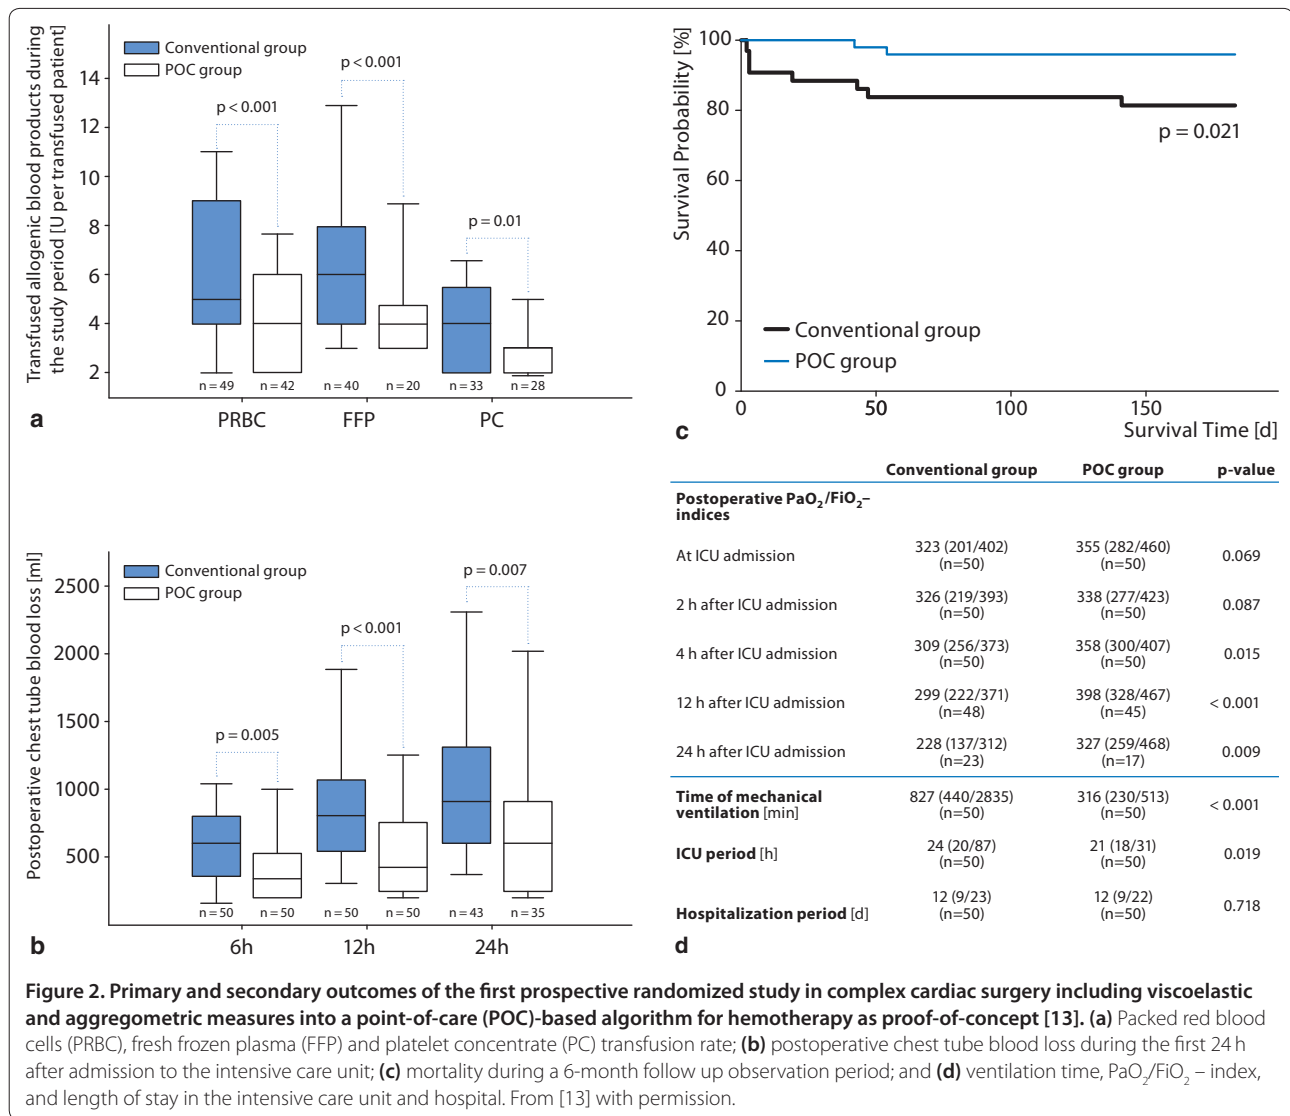 a
Transfused allogenic blood products during
the study period [U per transfused patient]
14
12
10
8
6
4
2
Conventional group
POC group
p < 0.001
p < 0.001
p = 0.01
n = 49
n = 42
n = 40
n = 20
n = 33
n = 28
PRBC
FFP
PC
Survival Probability [%]
100
80
60
40
20
0
p = 0.021
Conventional group
POC group
0
50
100
150
Survival Time [d]
c
Postoperative chest tube blood loss [ml]
2500
2000
1500
1000
500
Conventional group
POC group
p = 0.005
p < 0.001
p = 0.007
n = 50
n = 50
n = 50
n = 50
n = 43
n = 35
6h
12h
24h
b
Conventional group POC group p-value
Postoperative PaO2/FiO2–
indices
At ICU admission 323 (201/402) 355 (282/460) 0.069
(n=50) (n=50)
2 h after ICU admission 326 (219/393) 338 (277/423) 0.087
(n=50) (n=50)
4 h after ICU admission 309 (256/373) 358 (300/407) 0.015
(n=50) (n=50)
12 h after ICU admission 299 (222/371) 398 (328/467) < 0.001
(n=48) (n=45)
24 h after ICU admission 228 (137/312) 327 (259/468) 0.009
(n=23) (n=17)
Time of mechanical 827 (440/2835) 316 (230/513) < 0.001
ventilation [min] (n=50) (n=50)
ICU period [h] 24 (20/87) 21 (18/31) 0.019
(n=50) (n=50)
Hospitalization period [d] 12 (9/23) 12 (9/22) 0.718
(n=50) (n=50)
d
Figure 2. Primary and secondary outcomes of the first prospective randomized study in complex cardiac surgery including viscoelastic
and aggregometric measures into a point-of-care (POC)-based algorithm for hemotherapy as proof-of-concept [13]. (a) Packed red blood
cells (PRBC), fresh frozen plasma (FFP) and platelet concentrate (PC) transfusion rate; (b) postoperative chest tube blood loss during the first 24 h
after admission to the intensive care unit; (c) mortality during a 6-month follow up observation period; and (d) ventilation time, PaO2/FiO2 – index,
and length of stay in the intensive care unit and hospital. From [13] with permission.
a